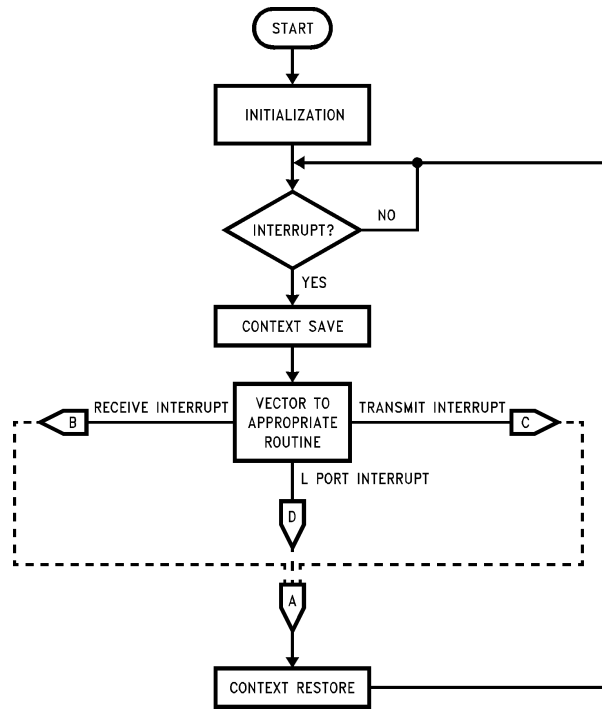 START
INITIALIZATION
INTERRUPT?
NO
YES
CONTEXT SAVE
B
RECEIVE INTERRUPT
VECTOR TO
APPROPRIATE
ROUTINE
TRANSMIT INTERRUPT
C
L PORT INTERRUPT
D
A
CONTEXT RESTORE